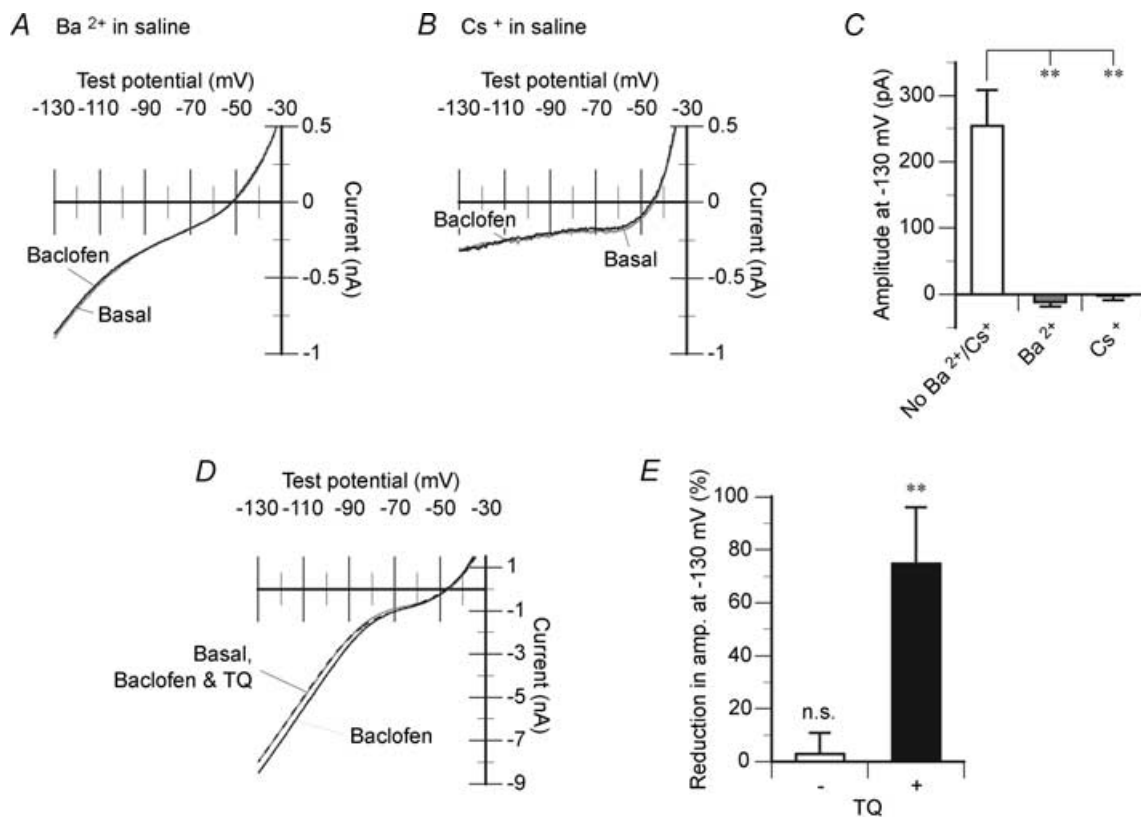 A Ba 2+ in saline
Test potential (mV)
-130 -110 -90 -70 -50 -30
0.5
0
-0.5
-1
Current (nA)
Baclofen
Basal
B Cs + in saline
Test potential (mV)
-130 -110 -90 -70 -50 -30
0.5
0
-0.5
-1
Current (nA)
Baclofen
Basal
C
** **
Amplitude at -130 mV (pA)
300
200
100
0
No Ba 2+/Cs+
Ba 2+
Cs +
D
Test potential (mV)
-130 -110 -90 -70 -50 -30
1
-1
-3
-5
-7
-9
Current (nA)
Basal,
Baclofen & TQ
Baclofen
E
Reduction in amp. at -130 mV (%)
100
80
60
40
20
0
n.s.
**
- +
TQ